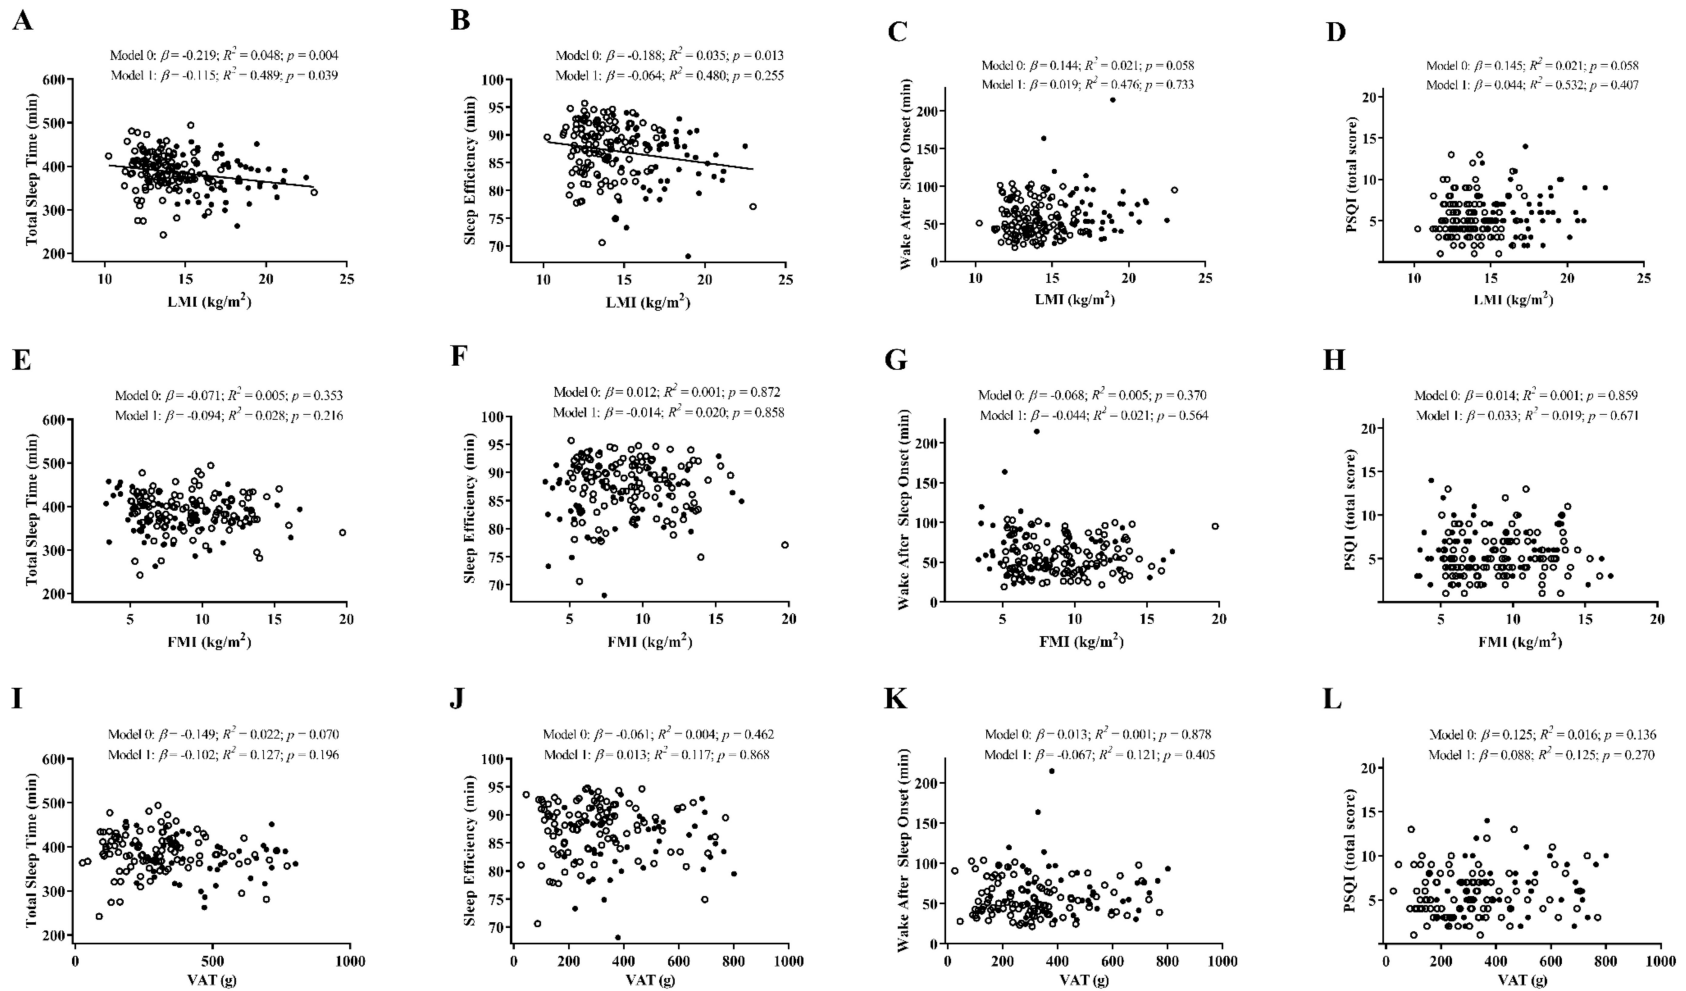 A
Model 0: β = -0.219; R² = 0.048; p = 0.004
Model 1: β = -0.115; R² = 0.489; p = 0.039
600
500
400
300
200
Total Sleep Time (min)
10 15 20 25
LMI (kg/m²)
B
Model 0: β = -0.188; R² = 0.035; p = 0.013
Model 1: β = -0.064; R² = 0.480; p = 0.255
100
95
90
85
80
75
70
Sleep Efficiency (min)
10 15 20 25
LMI (kg/m²)
C
Model 0: β = 0.144; R² = 0.021; p = 0.058
Model 1: β = 0.019; R² = 0.476; p = 0.733
200
150
100
50
0
Wake After Sleep Onset (min)
10 15 20 25
LMI (kg/m²)
D
Model 0: β = 0.145; R² = 0.021; p = 0.058
Model 1: β = 0.044; R² = 0.532; p = 0.407
20
15
10
5
PSQI (total score)
10 15 20 25
LMI (kg/m²)
E
Model 0: β = -0.071; R² = 0.005; p = 0.353
Model 1: β = -0.094; R² = 0.028; p = 0.216
600
500
400
300
200
Total Sleep Time (min)
5 10 15 20
FMI (kg/m²)
F
Model 0: β = 0.012; R² = 0.001; p = 0.872
Model 1: β = -0.014; R² = 0.020; p = 0.858
100
95
90
85
80
75
70
Sleep Efficiency (min)
5 10 15 20
FMI (kg/m²)
G
Model 0: β = -0.068; R² = 0.005; p = 0.370
Model 1: β = -0.044; R² = 0.021; p = 0.564
200
150
100
50
0
Wake After Sleep Onset (min)
5 10 15 20
FMI (kg/m²)
H
Model 0: β = 0.014; R² = 0.001; p = 0.859
Model 1: β = 0.033; R² = 0.019; p = 0.671
20
15
10
5
PSQI (total score)
5 10 15 20
FMI (kg/m²)
I
Model 0: β = -0.149; R² = 0.022; p = 0.070
Model 1: β = -0.102; R² = 0.127; p = 0.196
600
500
400
300
200
Total Sleep Time (min)
0 500 1000
VAT (g)
J
Model 0: β = -0.061; R² = 0.004; p = 0.462
Model 1: β = 0.013; R² = 0.117; p = 0.868
100
95
90
85
80
75
70
Sleep Efficiency (min)
0 200 400 600 800 1000
VAT (g)
K
Model 0: β = 0.013; R² = 0.001; p = 0.878
Model 1: β = -0.067; R² = 0.121; p = 0.405
200
150
100
50
0
Wake After Sleep Onset (min)
0 200 400 600 800 1000
VAT (g)
L
Model 0: β = 0.125; R² = 0.016; p = 0.136
Model 1: β = 0.088; R² = 0.125; p = 0.270
20
15
10
5
PSQI (total score)
0 200 400 600 800 1000
VAT (g)